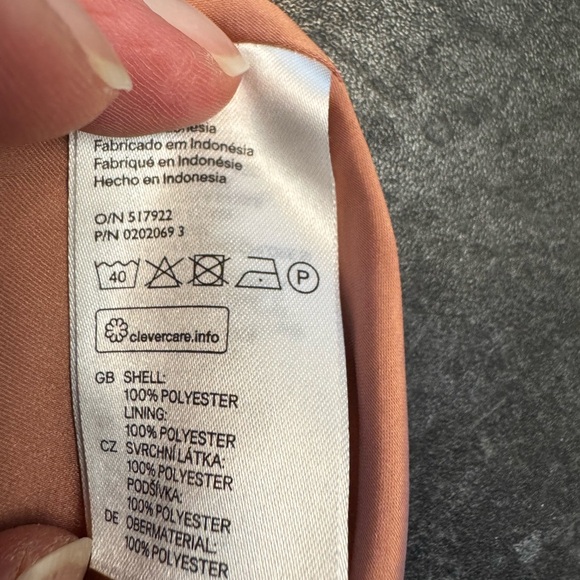 Fabricado em Indonésia
Fabriqué en Indonésie
Hecho en Indonesia
O/N 517922
P/N 0202069 3
40
P
clevercare.info
GB SHELL:
100% POLYESTER
LINING:
100% POLYESTER
CZ SVRCHNÍ LÁTKA:
100% POLYESTER
PODŠÍVKA:
100% POLYESTER
DE OBERMATERIAL:
100% POLYESTER